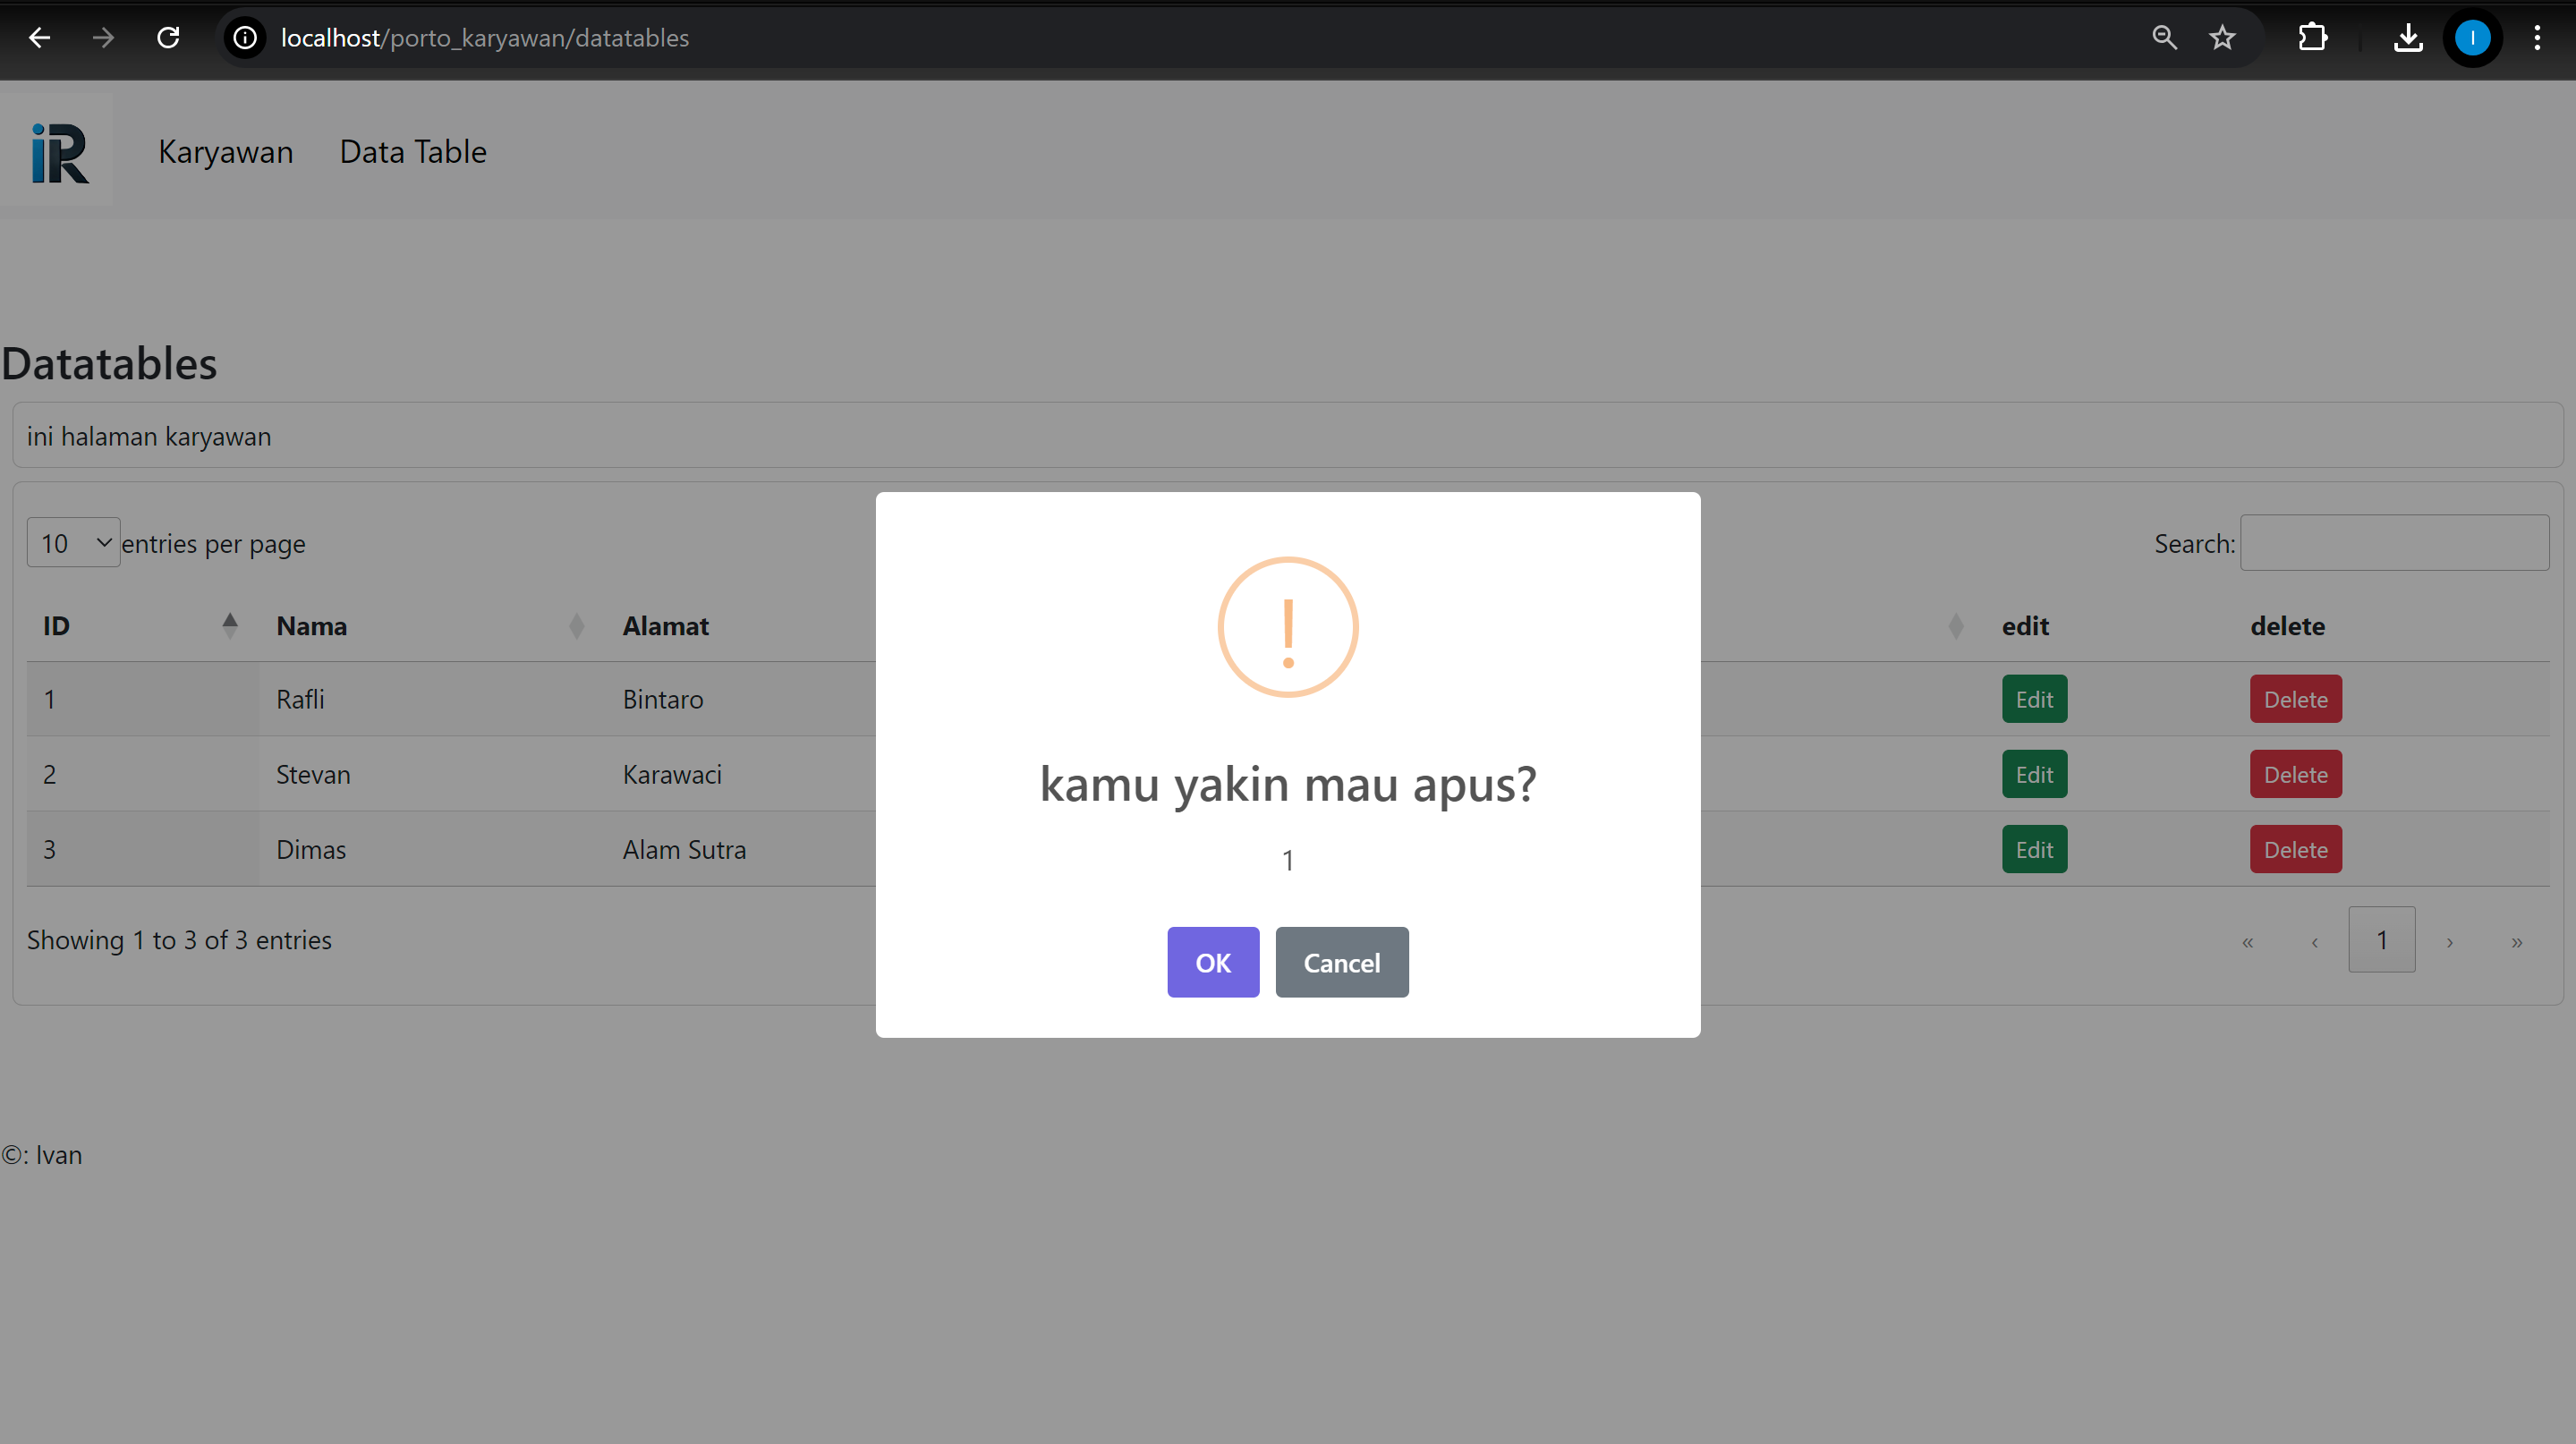 localhost/porto_karyawan/datatables
I
iR
Karyawan Data Table
Datatables
ini halaman karyawan
10 entries per page Search:
ID Nama Alamat edit delete
1 Rafli Bintaro Edit Delete
2 Stevan Karawaci Edit Delete
3 Dimas Alam Sutra Edit Delete
Showing 1 to 3 of 3 entries « ‹ 1 › »
!
kamu yakin mau apus?
1
OK Cancel
©: Ivan